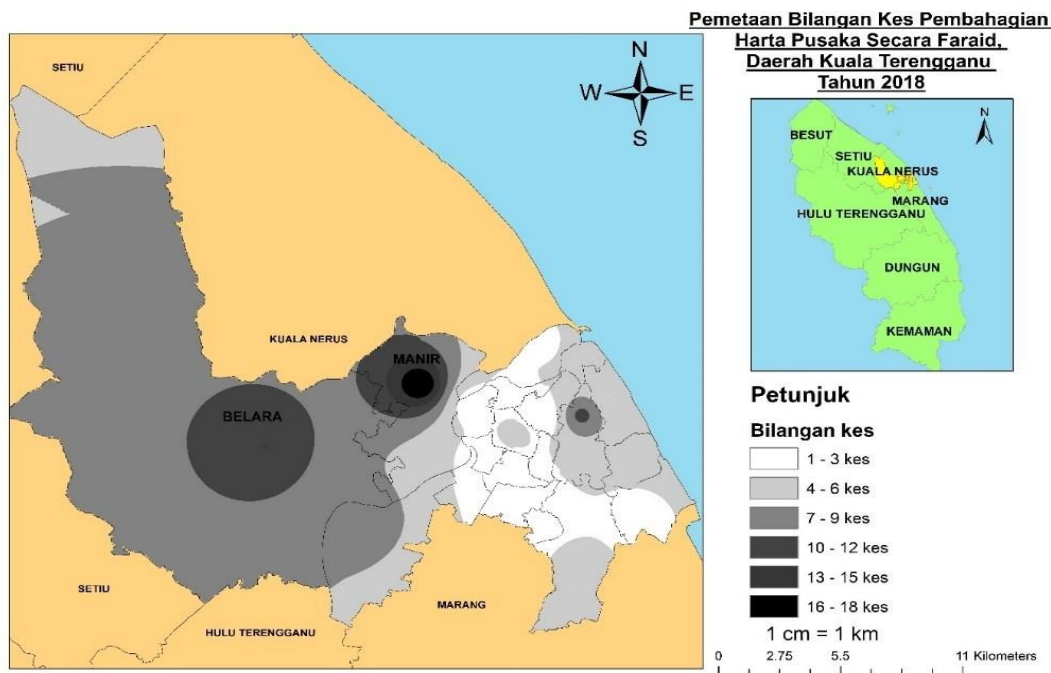 Pemetaan Bilangan Kes Pembahagian
Harta Pusaka Secara Faraid,
Daerah Kuala Terengganu
Tahun 2018
SETIU
N
W E
S
KUALA NERUS
MANIR
BELARA
SETIU
HULU TERENGGANU
MARANG
N
BESUT
SETIU
KUALA NERUS
MARANG
HULU TERENGGANU
DUNGUN
KEMAMAN
Petunjuk
Bilangan kes
1 - 3 kes
4 - 6 kes
7 - 9 kes
10 - 12 kes
13 - 15 kes
16 - 18 kes
1 cm = 1 km
0 2.75 5.5 11 Kilometers